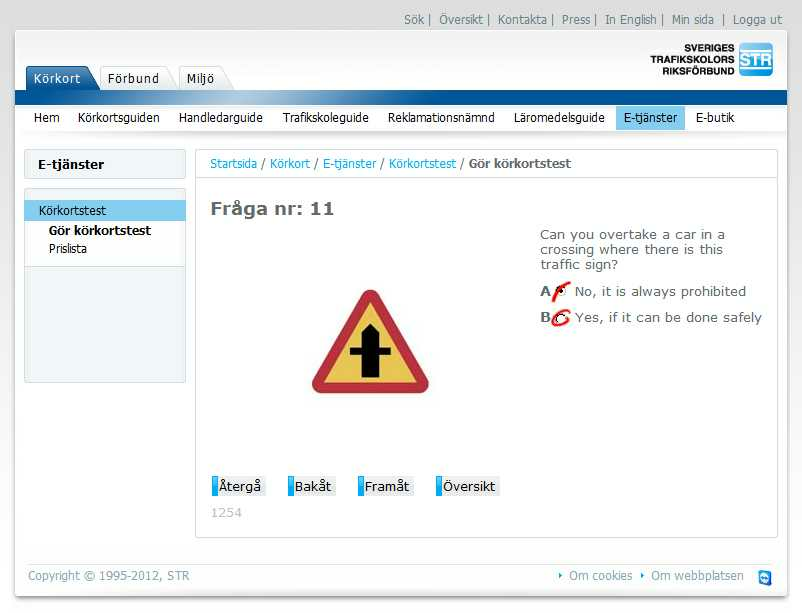 Sök | Översikt | Kontakta | Press | In English | Min sida | Logga ut
SVERIGES
TRAFIKSKOLORS
RIKSFÖRBUND
STR
Körkort Förbund Miljö
Hem Körkortsguiden Handledarguide Trafikskoleguide Reklamationsnämnd Läromedelsguide E-tjänster E-butik
E-tjänster
Körkortstest
Gör körkortstest
Prislista
Startsida / Körkort / E-tjänster / Körkortstest / Gör körkortstest
Fråga nr: 11
Can you overtake a car in a
crossing where there is this
traffic sign?
A No, it is always prohibited
B Yes, if it can be done safely
Återgå Bakåt Framåt Översikt
1254
Copyright © 1995-2012, STR
Om cookies Om webbplatsen